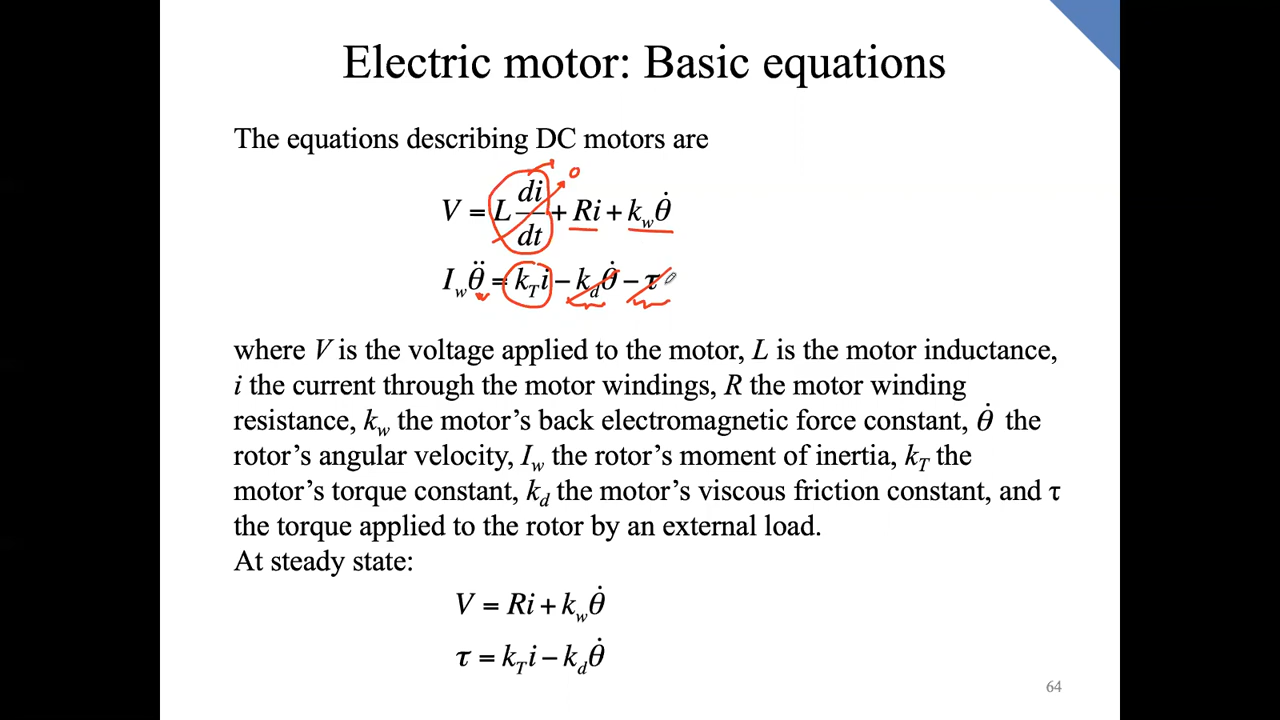 Electric motor: Basic equations
The equations describing DC motors are
0
V = L di/dt + Ri + k_w θ̇
I_w θ̈ = k_T i − k_d θ̇ − τ
where V is the voltage applied to the motor, L is the motor inductance,
i the current through the motor windings, R the motor winding
resistance, k_w the motor’s back electromagnetic force constant, θ̇ the
rotor’s angular velocity, I_w the rotor’s moment of inertia, k_T the
motor’s torque constant, k_d the motor’s viscous friction constant, and τ
the torque applied to the rotor by an external load.
At steady state:
V = Ri + k_w θ̇
τ = k_T i − k_d θ̇
64